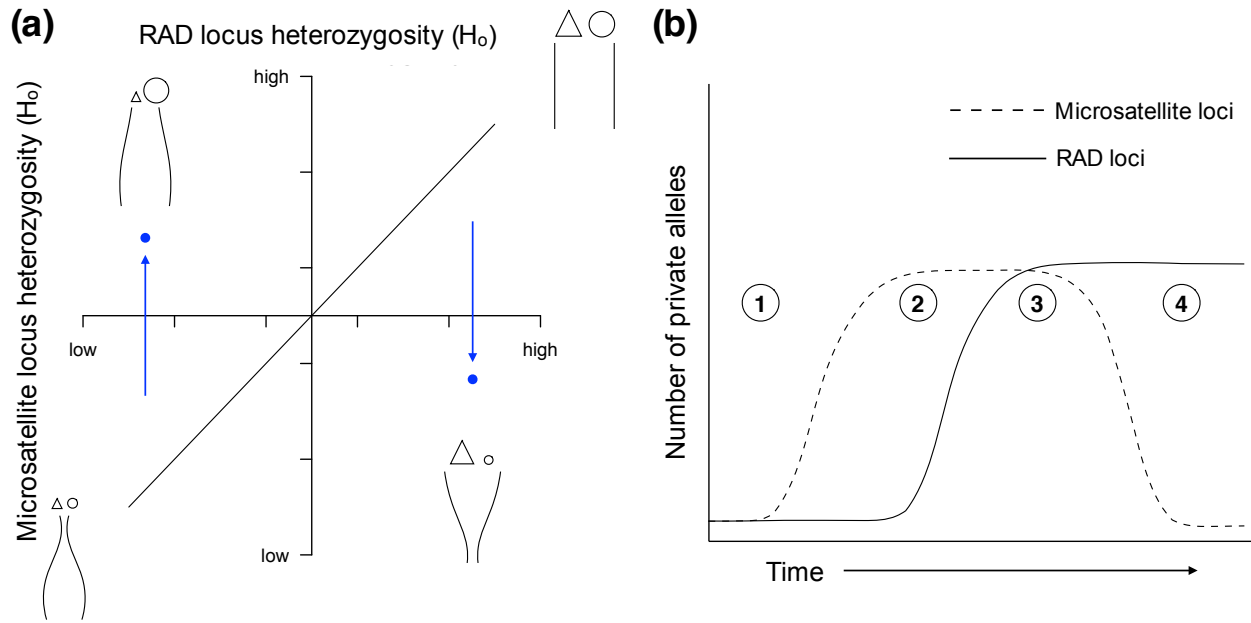 (a)
RAD locus heterozygosity (Ho)
Microsatellite locus heterozygosity (Ho)
high
low
high
low
(b)
Microsatellite loci
RAD loci
Number of private alleles
1
2
3
4
Time